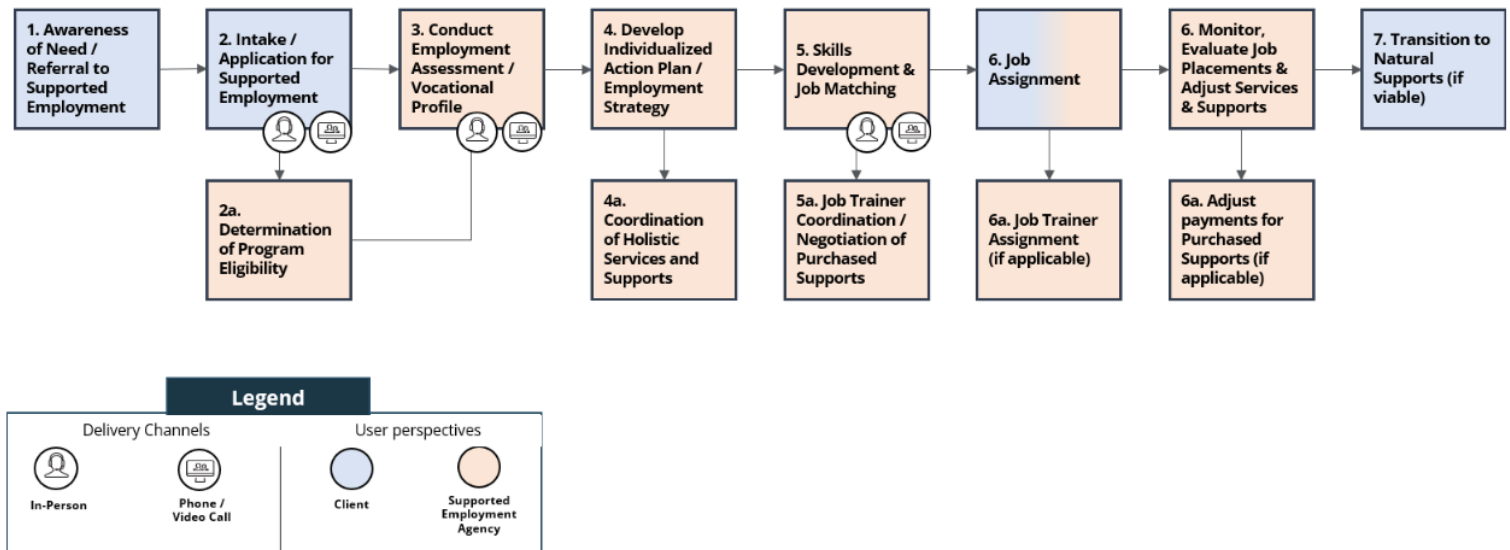 1. Awareness
of Need /
Referral to
Supported
Employment
2. Intake /
Application for
Supported
Employment
3. Conduct
Employment
Assessment /
Vocational
Profile
4. Develop
Individualized
Action Plan /
Employment
Strategy
5. Skills
Development &
Job Matching
6. Job
Assignment
6. Monitor,
Evaluate Job
Placements &
Adjust Services
& Supports
7. Transition to
Natural
Supports (if
viable)
2a.
Determination
of Program
Eligibility
4a.
Coordination
of Holistic
Services and
Supports
5a. Job Trainer
Coordination /
Negotiation of
Purchased
Supports
6a. Job Trainer
Assignment
(if applicable)
6a. Adjust
payments for
Purchased
Supports (if
applicable)
Legend
Delivery Channels
In-Person
Phone /
Video Call
User perspectives
Client
Supported
Employment
Agency